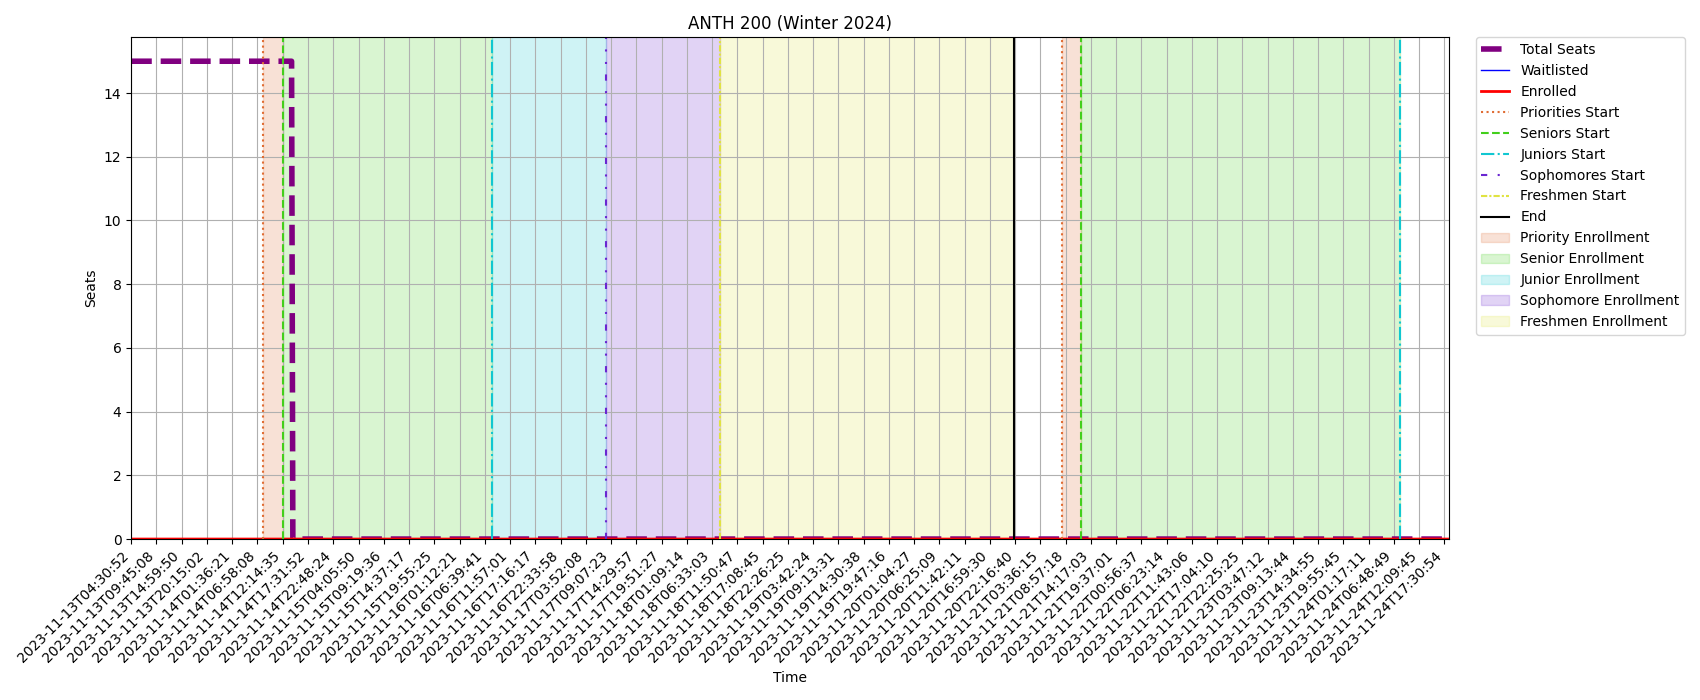 ANTH 200 (Winter 2024)
Seats
14
12
10
8
6
4
2
0
2023-11-13T04:30:52
2023-11-13T09:45:08
2023-11-13T14:59:50
2023-11-13T20:15:02
2023-11-14T01:36:21
2023-11-14T06:58:08
2023-11-14T12:14:35
2023-11-14T17:31:52
2023-11-14T22:48:24
2023-11-15T04:05:50
2023-11-15T09:19:36
2023-11-15T14:37:17
2023-11-15T19:55:25
2023-11-16T01:12:21
2023-11-16T06:39:41
2023-11-16T11:57:01
2023-11-16T17:16:17
2023-11-16T22:33:58
2023-11-17T03:52:08
2023-11-17T09:07:23
2023-11-17T14:29:57
2023-11-17T19:51:27
2023-11-18T01:09:14
2023-11-18T06:33:03
2023-11-18T11:50:47
2023-11-18T17:08:45
2023-11-18T22:26:25
2023-11-19T03:42:24
2023-11-19T09:13:31
2023-11-19T14:30:38
2023-11-19T19:47:16
2023-11-20T01:04:27
2023-11-20T06:25:09
2023-11-20T11:42:11
2023-11-20T16:59:30
2023-11-20T22:16:40
2023-11-21T03:36:15
2023-11-21T08:57:18
2023-11-21T14:17:03
2023-11-21T19:37:01
2023-11-22T00:56:37
2023-11-22T06:23:14
2023-11-22T11:43:06
2023-11-22T17:04:10
2023-11-22T22:25:25
2023-11-23T03:47:12
2023-11-23T09:13:44
2023-11-23T14:34:55
2023-11-23T19:55:45
2023-11-24T01:17:11
2023-11-24T06:48:49
2023-11-24T12:09:45
2023-11-24T17:30:54
Time
Total Seats
Waitlisted
Enrolled
Priorities Start
Seniors Start
Juniors Start
Sophomores Start
Freshmen Start
End
Priority Enrollment
Senior Enrollment
Junior Enrollment
Sophomore Enrollment
Freshmen Enrollment